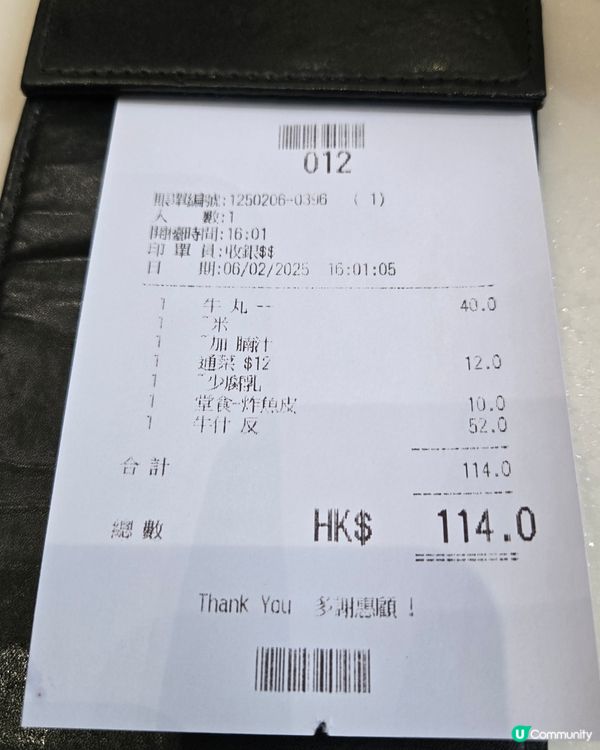 012
賬單編號:1250206-0396 ( 1)
人 數:1
開檯時間:16:01
印 單 員:收銀$$
日 期:06/02/2025 16:01:05
1 牛 丸 -- 40.0
1 ~米
1 ~加 腩汁
1 通菜 $12 12.0
1 ~少腐乳
1 堂食-炸魚皮 10.0
1 牛什 反 52.0
合 計 114.0
總 數 HK$ 114.0
Thank You 多謝惠顧 !
U Community